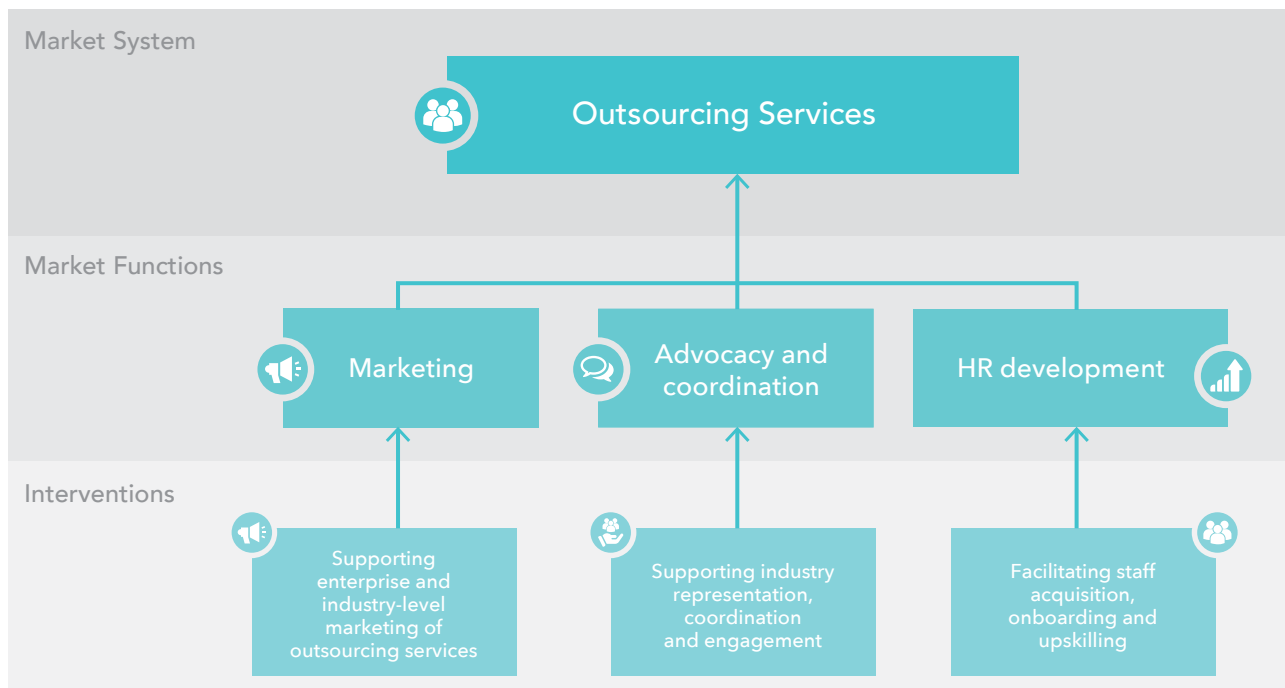 Market System
Outsourcing Services
Market Functions
Marketing
Advocacy and
coordination
HR development
Interventions
Supporting
enterprise and
industry-level
marketing of
outsourcing services
Supporting industry
representation,
coordination
and engagement
Facilitating staff
acquisition,
onboarding and
upskilling